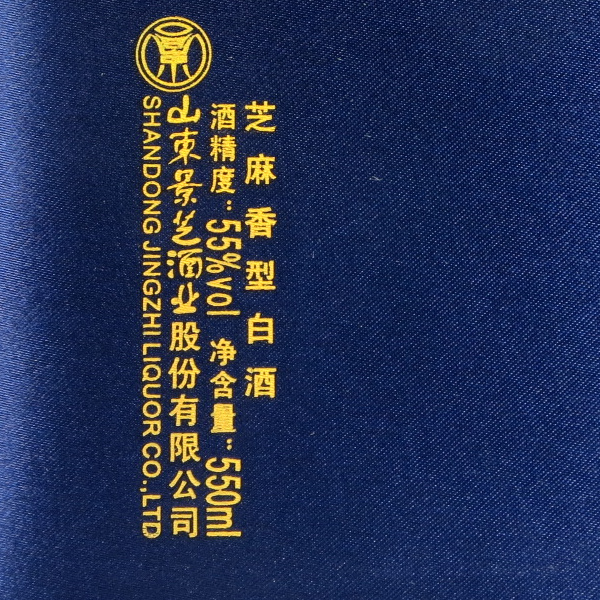 芝麻香型白酒
酒精度：55%vol 净含量：550ml
山東景芝酒业股份有限公司
SHANDONG JINGZHI LIQUOR CO.,LTD